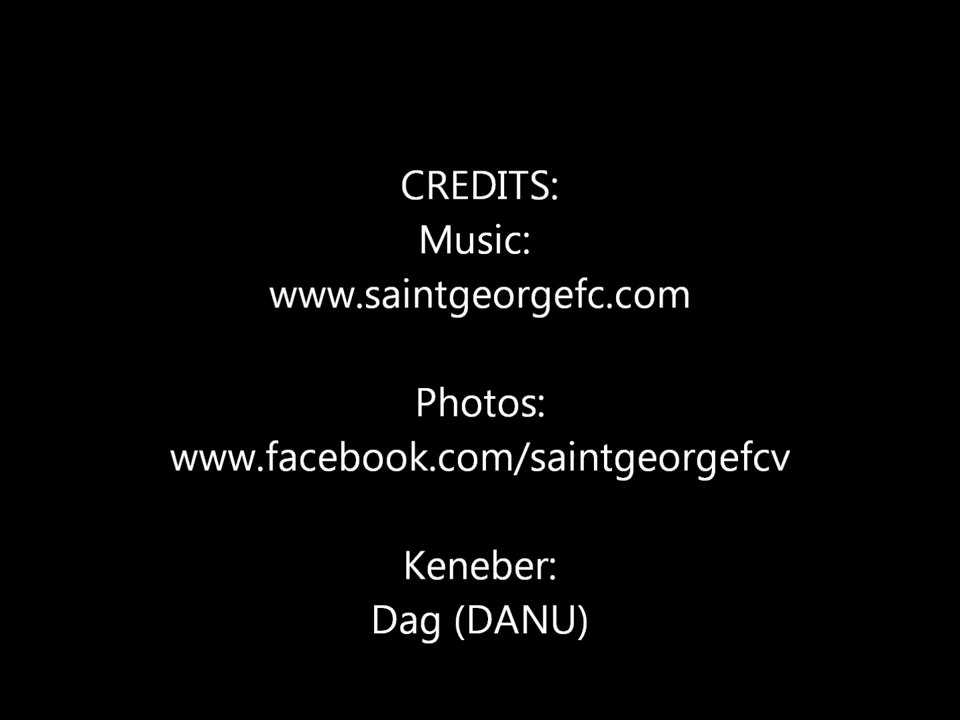 CREDITS:
Music:
www.saintgeorgefc.com
Photos:
www.facebook.com/saintgeorgefcv
Keneber:
Dag (DANU)